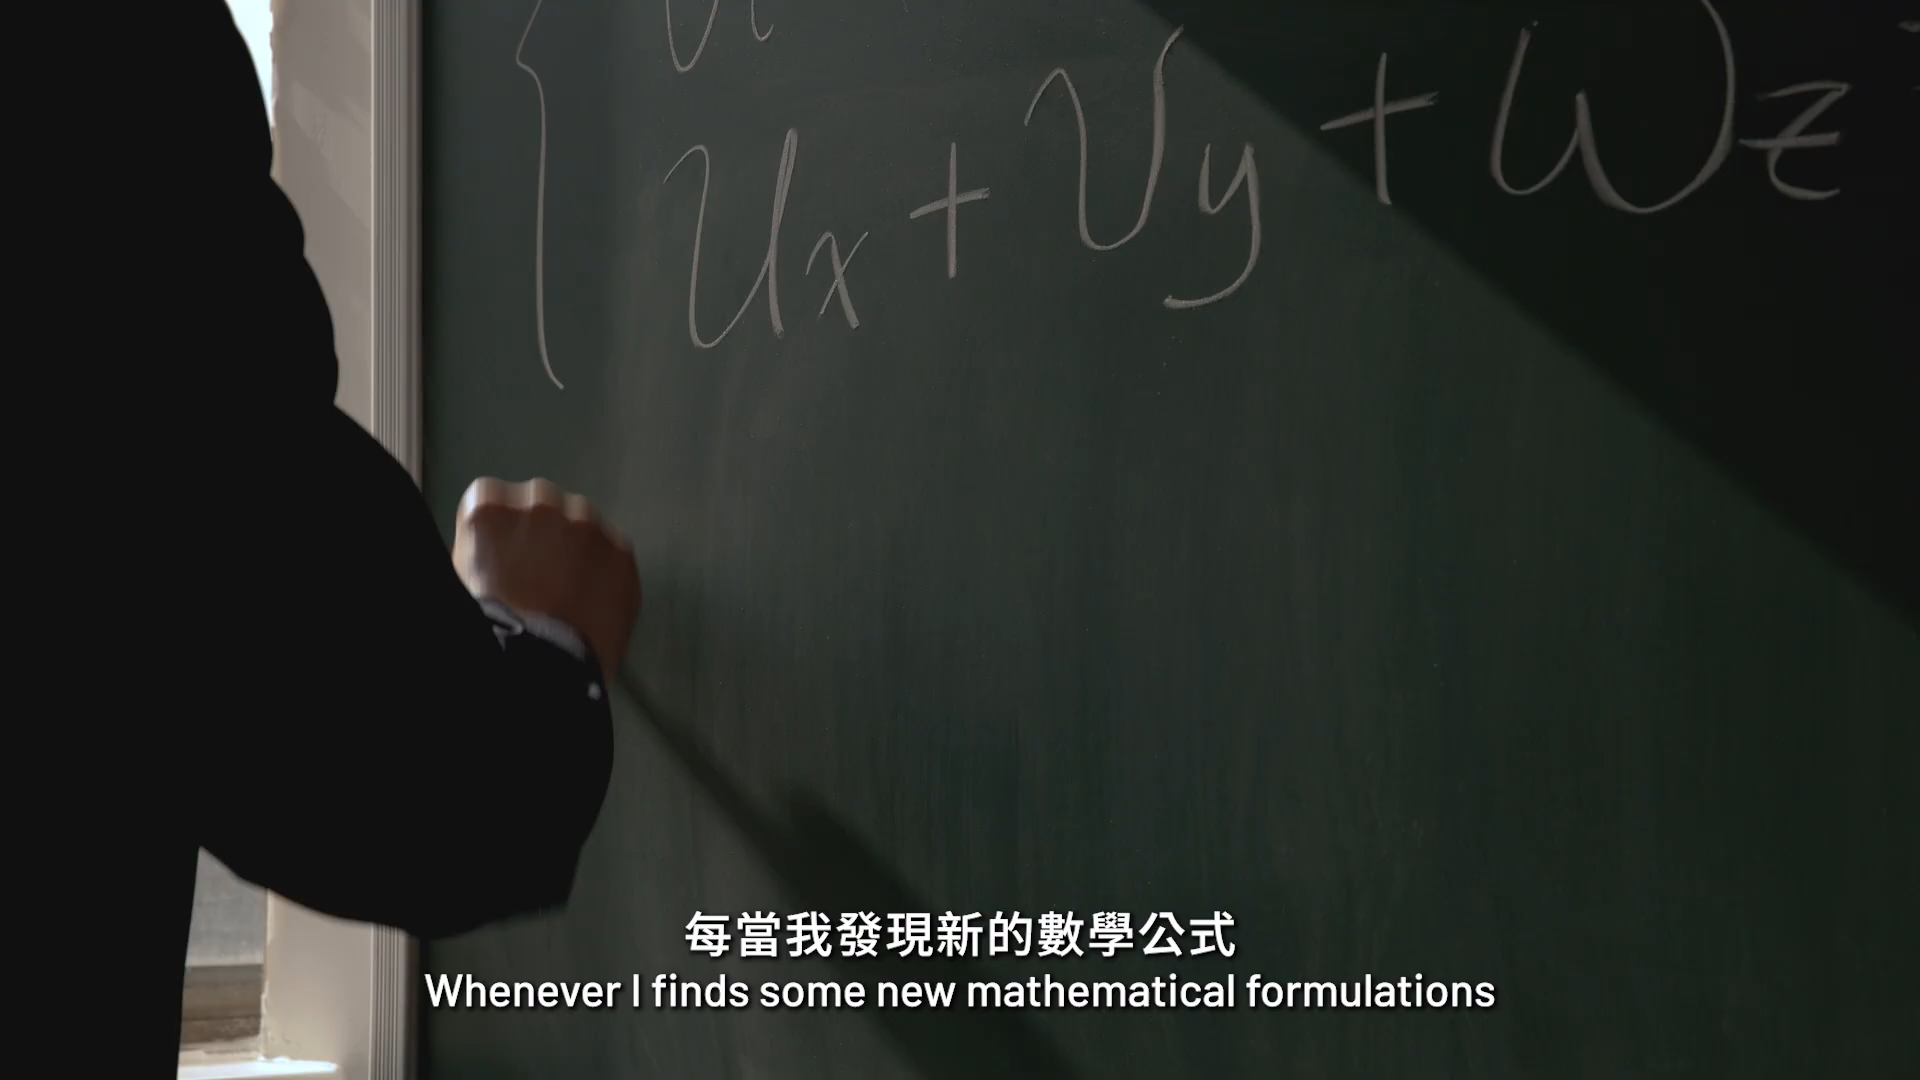 Ux + Vy + Wz
每當我發現新的數學公式
Whenever I finds some new mathematical formulations